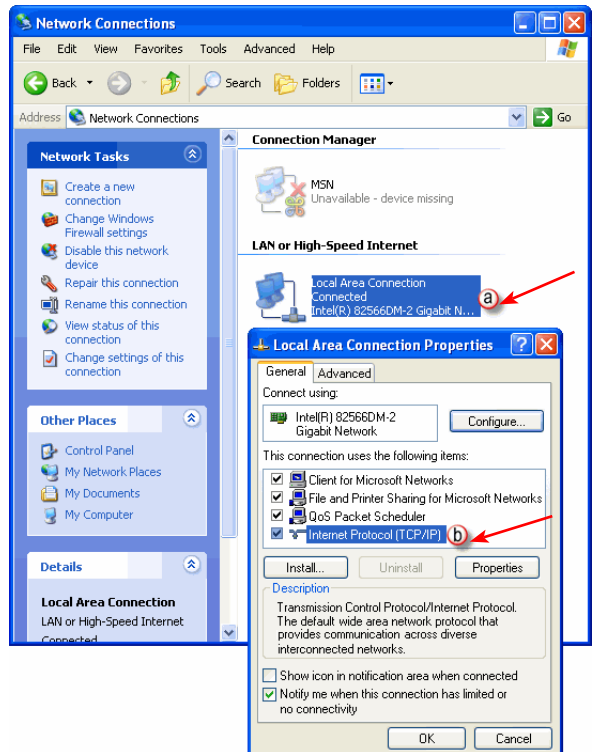 Network Connections
File Edit View Favorites Tools Advanced Help
Back Search Folders
Address Network Connections Go
Network Tasks
Create a new
connection
Change Windows
Firewall settings
Disable this network
device
Repair this connection
Rename this connection
View status of this
connection
Change settings of this
connection
Other Places
Control Panel
My Network Places
My Documents
My Computer
Details
Local Area Connection
LAN or High-Speed Internet
Connected
Connection Manager
MSN
Unavailable - device missing
LAN or High-Speed Internet
Local Area Connection
Connected
Intel(R) 82566DM-2 Gigabit N...
a
Local Area Connection Properties
General Advanced
Connect using:
Intel(R) 82566DM-2
Gigabit Network
Configure...
This connection uses the following items:
Client for Microsoft Networks
File and Printer Sharing for Microsoft Networks
QoS Packet Scheduler
Internet Protocol (TCP/IP) b
Install... Uninstall Properties
Description
Transmission Control Protocol/Internet Protocol.
The default wide area network protocol that
provides communication across diverse
interconnected networks.
Show icon in notification area when connected
Notify me when this connection has limited or
no connectivity
OK Cancel